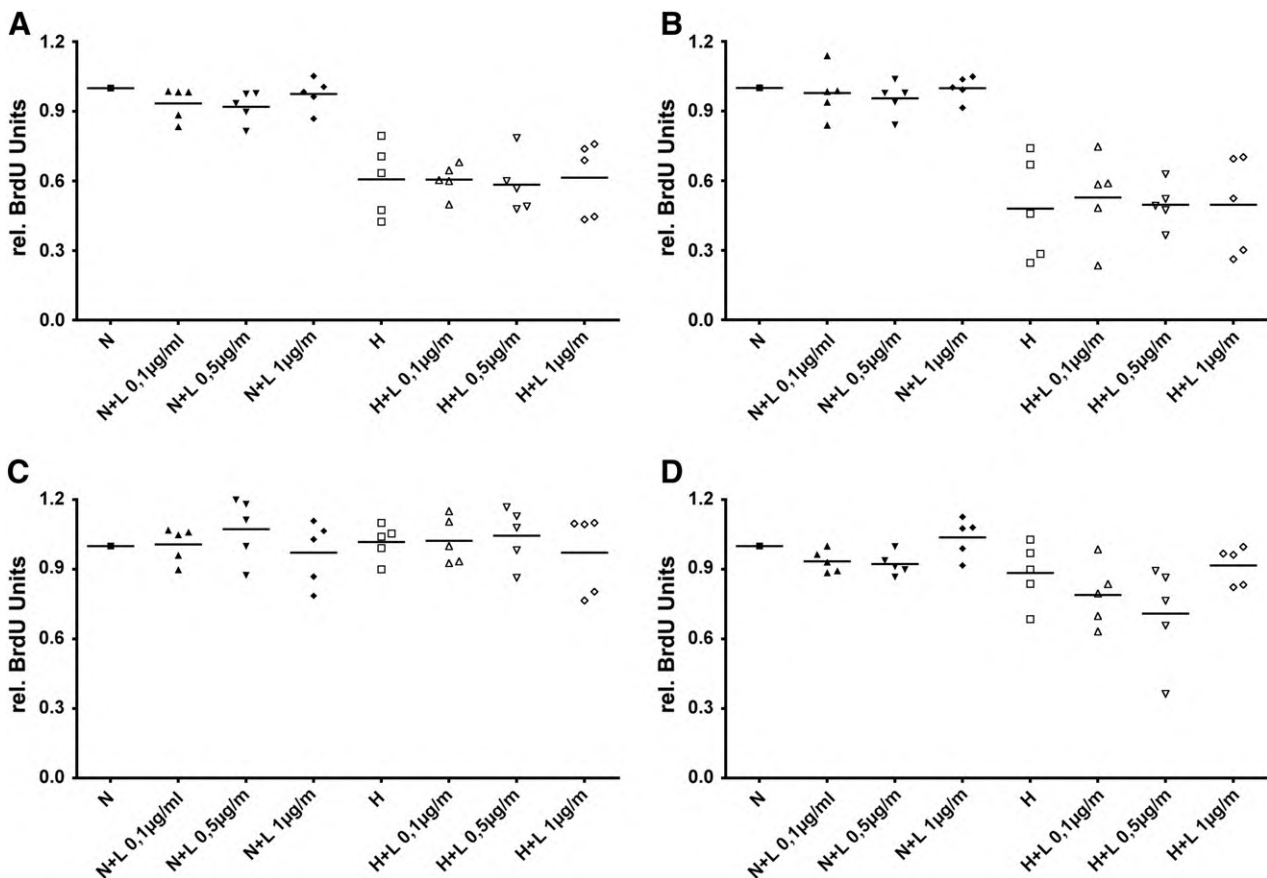 A
rel. BrdU Units
1.2
0.9
0.6
0.3
0.0
N
N+L 0,1µg/ml
N+L 0,5µg/m
N+L 1µg/m
H
H+L 0,1µg/m
H+L 0,5µg/m
H+L 1µg/m
B
rel. BrdU Units
1.2
0.9
0.6
0.3
0.0
N
N+L 0,1µg/ml
N+L 0,5µg/m
N+L 1µg/m
H
H+L 0,1µg/m
H+L 0,5µg/m
H+L 1µg/m
C
rel. BrdU Units
1.2
0.9
0.6
0.3
0.0
N
N+L 0,1µg/ml
N+L 0,5µg/m
N+L 1µg/m
H
H+L 0,1µg/m
H+L 0,5µg/m
H+L 1µg/m
D
rel. BrdU Units
1.2
0.9
0.6
0.3
0.0
N
N+L 0,1µg/ml
N+L 0,5µg/m
N+L 1µg/m
H
H+L 0,1µg/m
H+L 0,5µg/m
H+L 1µg/m